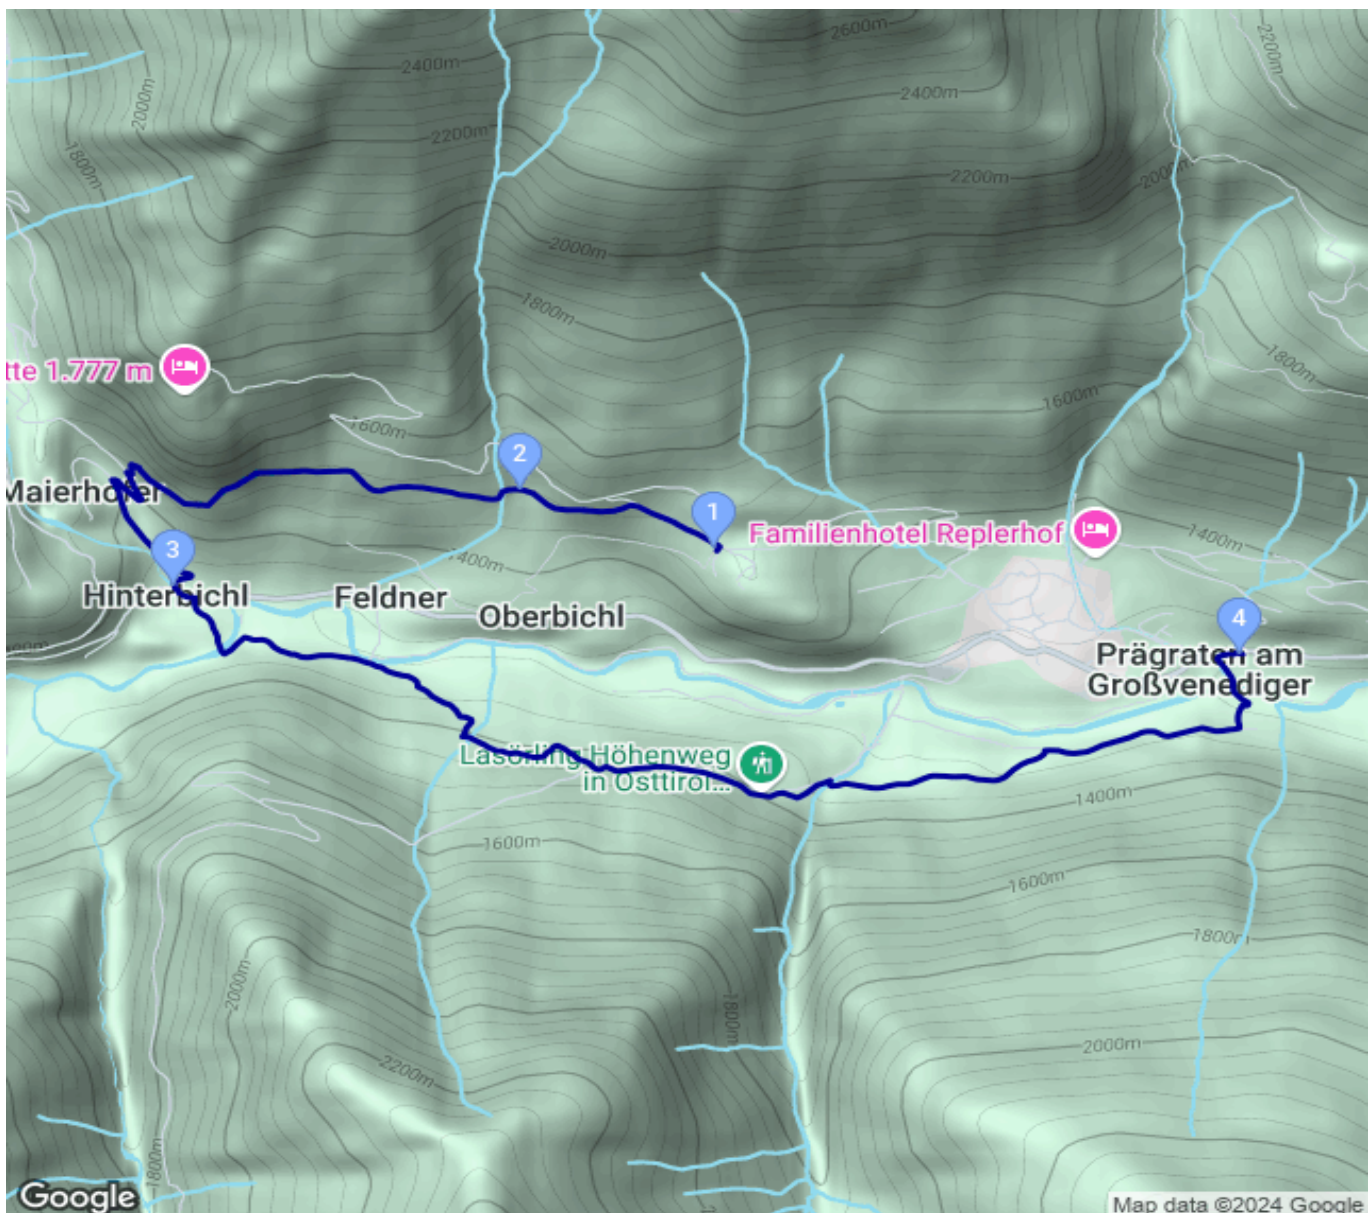 2600m
2200m
2400m
2400m
2000m
2200m
1800m
2200m
2000m
2000m
1800m
1800m
tte 1.777 m
1600m
1600m
2
1
Maierhofer
Familienhotel Replerhof
1400m
3
1400m
Hinterbichl
Feldner
Oberbichl
4
Prägraten am
Großvenediger
Lasörling Höhenweg
in Osttirol...
1400m
1600m
1600m
1800m
2000m
1800m
2000m
2200m
1800m
Google
Map data ©2024 Google